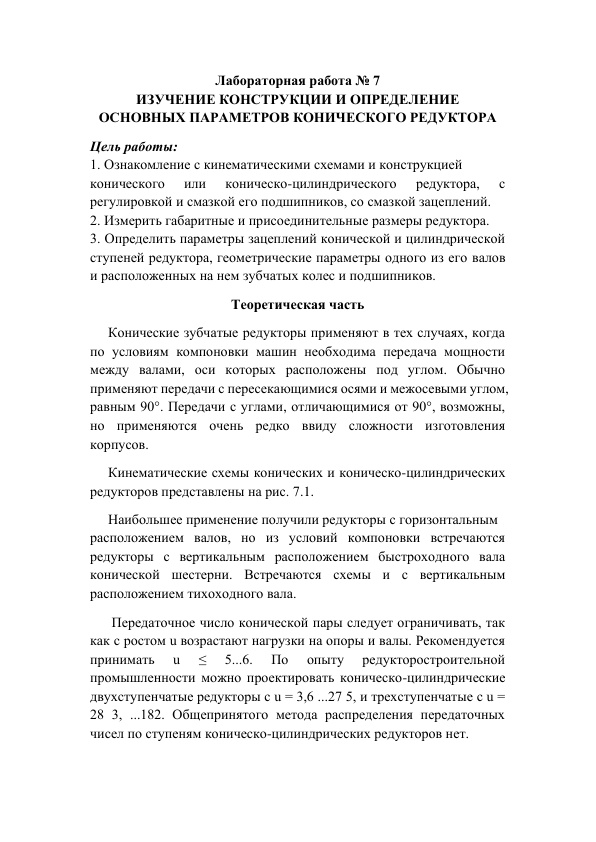 Лабораторная работа № 7
ИЗУЧЕНИЕ КОНСТРУКЦИИ И ОПРЕДЕЛЕНИЕ
ОСНОВНЫХ ПАРАМЕТРОВ КОНИЧЕСКОГО РЕДУКТОРА
Цель работы:
1. Ознакомление с кинематическими схемами и конструкцией
конического или коническо-цилиндрического редуктора, с
регулировкой и смазкой его подшипников, со смазкой зацеплений.
2. Измерить габаритные и присоединительные размеры редуктора.
3. Определить параметры зацеплений конической и цилиндрической
ступеней редуктора, геометрические параметры одного из его валов
и расположенных на нем зубчатых колес и подшипников.
Теоретическая часть
Конические зубчатые редукторы применяют в тех случаях, когда
по условиям компоновки машин необходима передача мощности
между валами, оси которых расположены под углом. Обычно
применяют передачи с пересекающимися осями и межосевыми углом,
равным 90°. Передачи с углами, отличающимися от 90°, возможны,
но применяются очень редко ввиду сложности изготовления
корпусов.
Кинематические схемы конических и коническо-цилиндрических
редукторов представлены на рис. 7.1.
Наибольшее применение получили редукторы с горизонтальным
расположением валов, но из условий компоновки встречаются
редукторы с вертикальным расположением быстроходного вала
конической шестерни. Встречаются схемы и с вертикальным
расположением тихоходного вала.
Передаточное число конической пары следует ограничивать, так
как с ростом u возрастают нагрузки на опоры и валы. Рекомендуется
принимать u ≤ 5...6. По опыту редукторостроительной
промышленности можно проектировать коническо-цилиндрические
двухступенчатые редукторы с u = 3,6 ...27 5, и трехступенчатые с u =
28 3, ...182. Общепринятого метода распределения передаточных
чисел по ступеням коническо-цилиндрических редукторов нет.